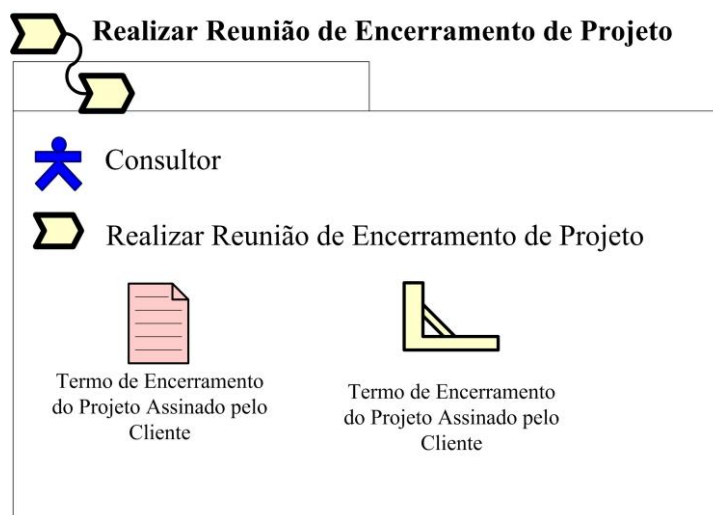 Realizar Reunião de Encerramento de Projeto
Consultor
Realizar Reunião de Encerramento de Projeto
Termo de Encerramento
do Projeto Assinado pelo
Cliente
Termo de Encerramento
do Projeto Assinado pelo
Cliente